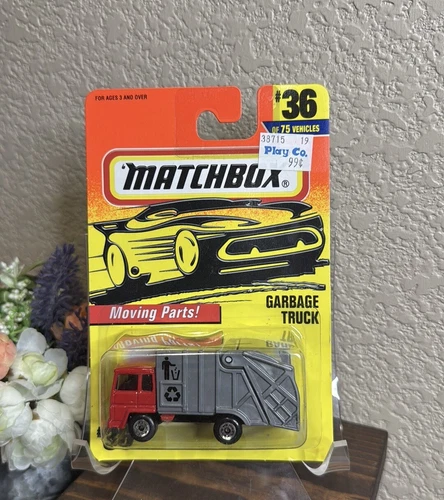 FOR AGES 3 AND OVER
#36
OF 75 VEHICLES
38715 19
Play Co.
99¢
MATCHBOX®
GARBAGE
TRUCK
Moving Parts!